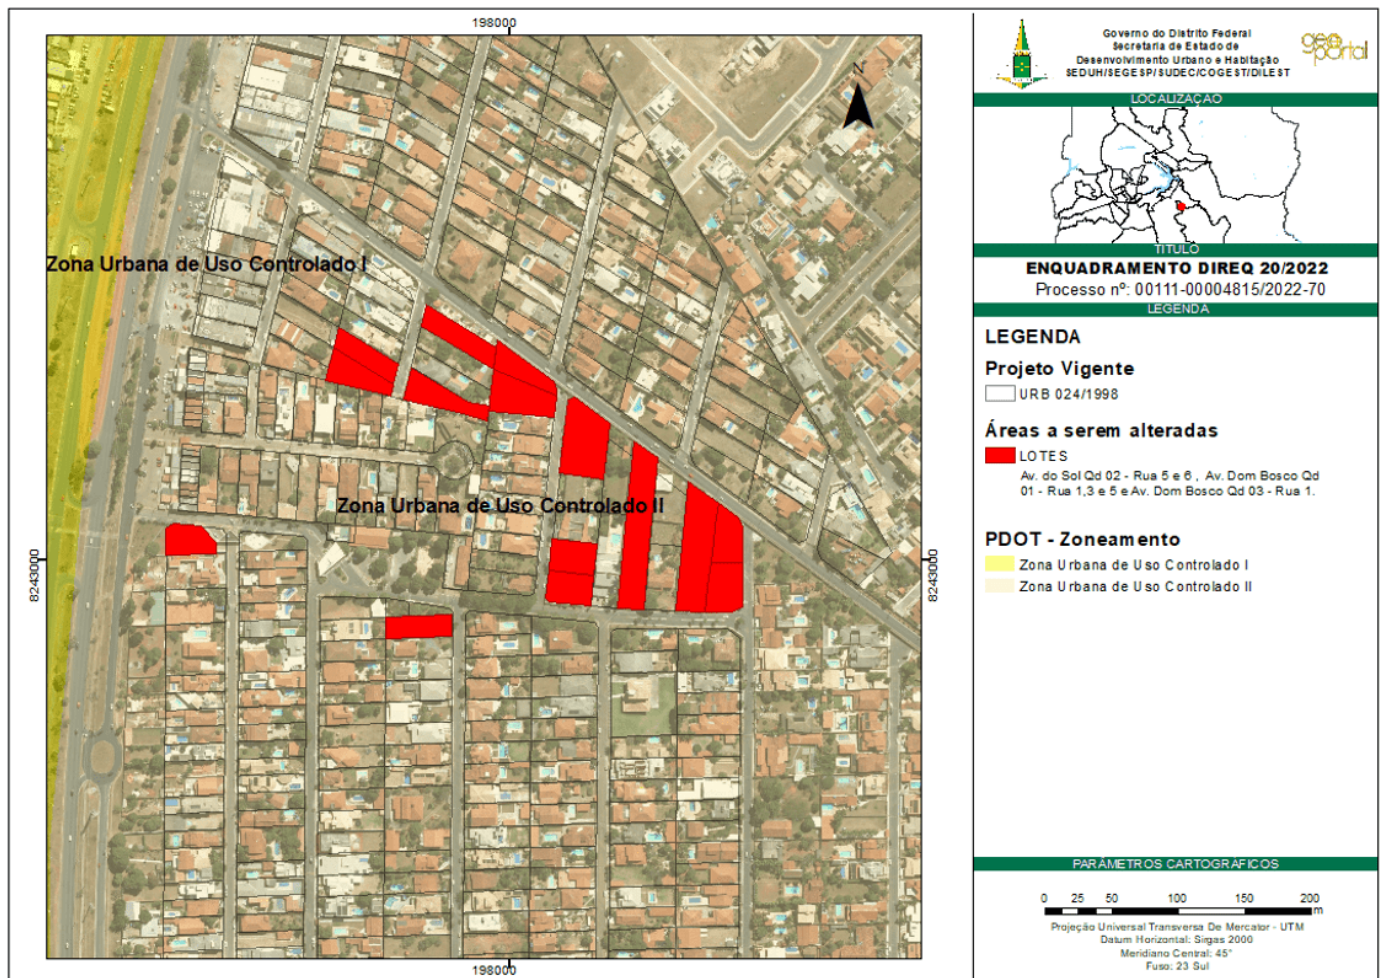 198000
Zona Urbana de Uso Controlado I
Zona Urbana de Uso Controlado II
8243000
8243000
198000
N
Governo do Distrito Federal
Secretaria de Estado de
Desenvolvimento Urbano e Habitação
SEDUH/SEGESP/SUDEC/COGEST/DILEST
geo
portal
LOCALIZAÇÃO
TITULO
ENQUADRAMENTO DIREQ 20/2022
Processo nº: 00111-00004815/2022-70
LEGENDA
LEGENDA
Projeto Vigente
URB 024/1998
Áreas a serem alteradas
LOTES
Av. do Sol Qd 02 - Rua 5 e 6 , Av. Dom Bosco Qd
01 - Rua 1,3 e 5 e Av. Dom Bosco Qd 03 - Rua 1.
PDOT - Zoneamento
Zona Urbana de Uso Controlado I
Zona Urbana de Uso Controlado II
PARÂMETROS CARTOGRÁFICOS
0 25 50 100 150 200
m
Projeção Universal Transversa De Mercator - UTM
Datum Horizontal: Sirgas 2000
Meridiano Central: 45°
Fuso: 23 Sul